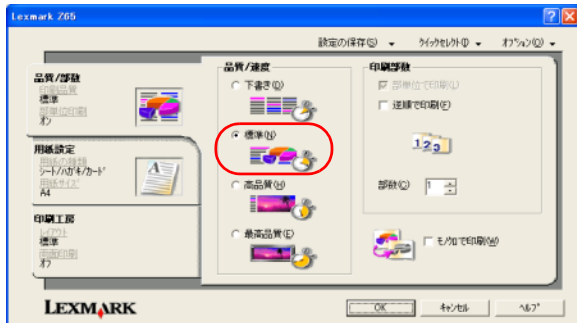 Lexmark Z65
設定の保存(S)
クイックセレクト(I)
オプション(O)
品質/部数
印刷品質
標準
部単位印刷
オン
用紙設定
用紙の種類
シート/ハガキ/カード
用紙サイズ
A4
印刷工房
レイアウト
標準
両面印刷
オフ
品質/速度
下書き(D)
標準(N)
高品質(H)
最高品質(E)
印刷部数
部単位で印刷(L)
逆順で印刷(F)
1 2 3
部数(C)
1
モノクロで印刷(W)
LEXMARK
OK
キャンセル
ヘルプ